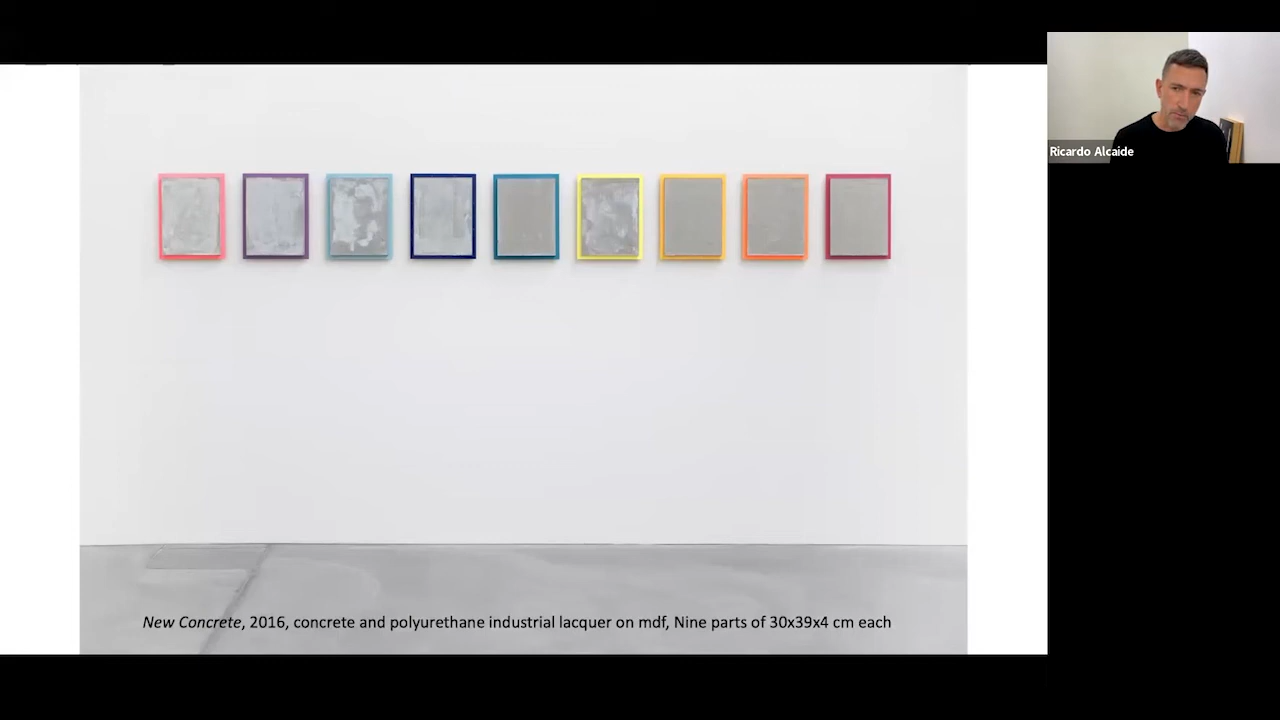 Ricardo Alcaide
New Concrete, 2016, concrete and polyurethane industrial lacquer on mdf, Nine parts of 30x39x4 cm each